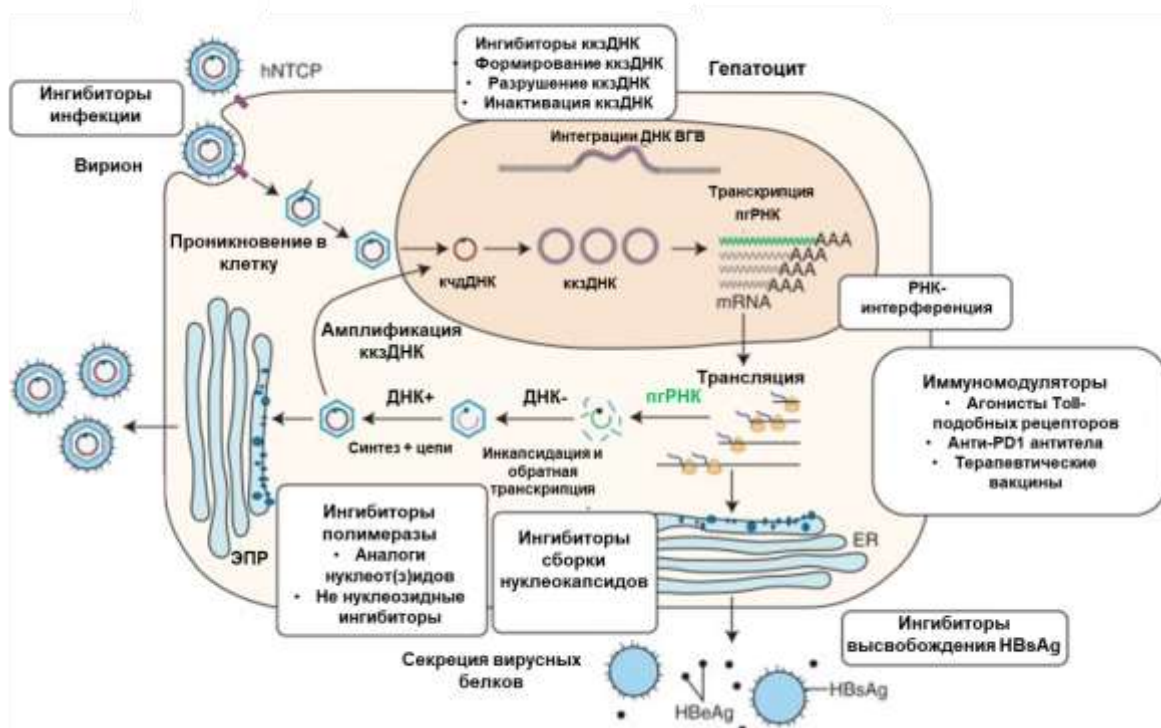 hNTCP
Ингибиторы
инфекции
Вирион
Ингибиторы ккзДНК
• Формирование ккзДНК
• Разрушение ккзДНК
• Инактивация ккзДНК
Гепатоцит
Интеграции ДНК ВГВ
Транскрипция
пгРНК
AAA
AAA
AAA
AAA
mRNA
Проникновение в
клетку
кчдДНК
ккзДНК
РНК-
интерференция
Амплификация
ккзДНК
Трансляция
ДНК+
ДНК-
пгРНК
Синтез + цепи
Инкапсидация и
обратная
транскрипция
Иммуномодуляторы
• Агонисты Toll-
подобных рецепторов
• Анти-PD1 антитела
• Терапевтические
вакцины
ЭПР
Ингибиторы
полимеразы
• Аналоги
нуклеот(з)идов
• Не нуклеозидные
ингибиторы
Ингибиторы
сборки
нуклеокапсидов
ER
Ингибиторы
высвобождения HBsAg
Секреция вирусных
белков
HBeAg
HBsAg